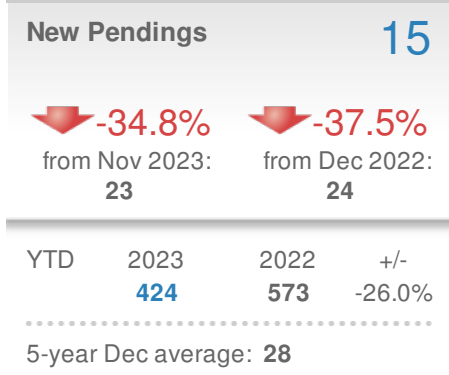 New Pendings 15
-34.8% -37.5%
from Nov 2023: from Dec 2022:
23 24
YTD 2023 2022 +/-
424 573 -26.0%
5-year Dec average: 28